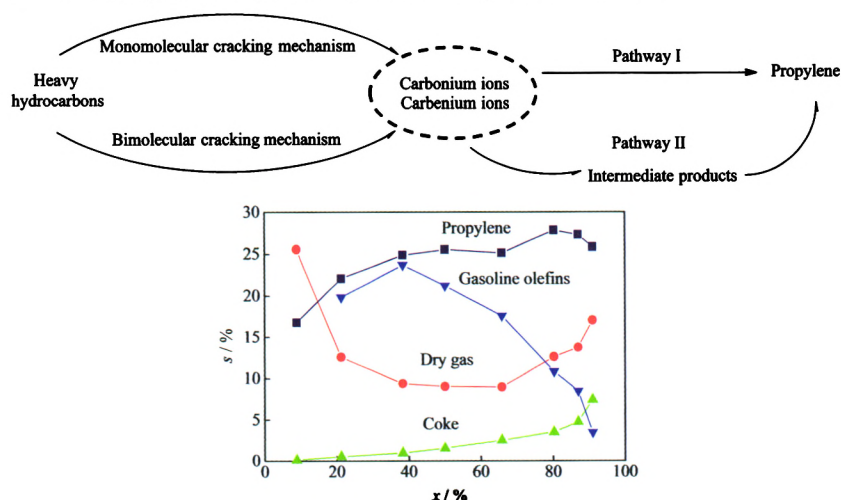 Monomolecular cracking mechanism
Heavy
hydrocarbons
Carbonium ions
Carbenium ions
Pathway I
Propylene
Bimolecular cracking mechanism
Pathway II
Intermediate products
30
25
20
15
10
5
0
s / %
Propylene
Gasoline olefins
Dry gas
Coke
0
20
40
60
80
100
x / %